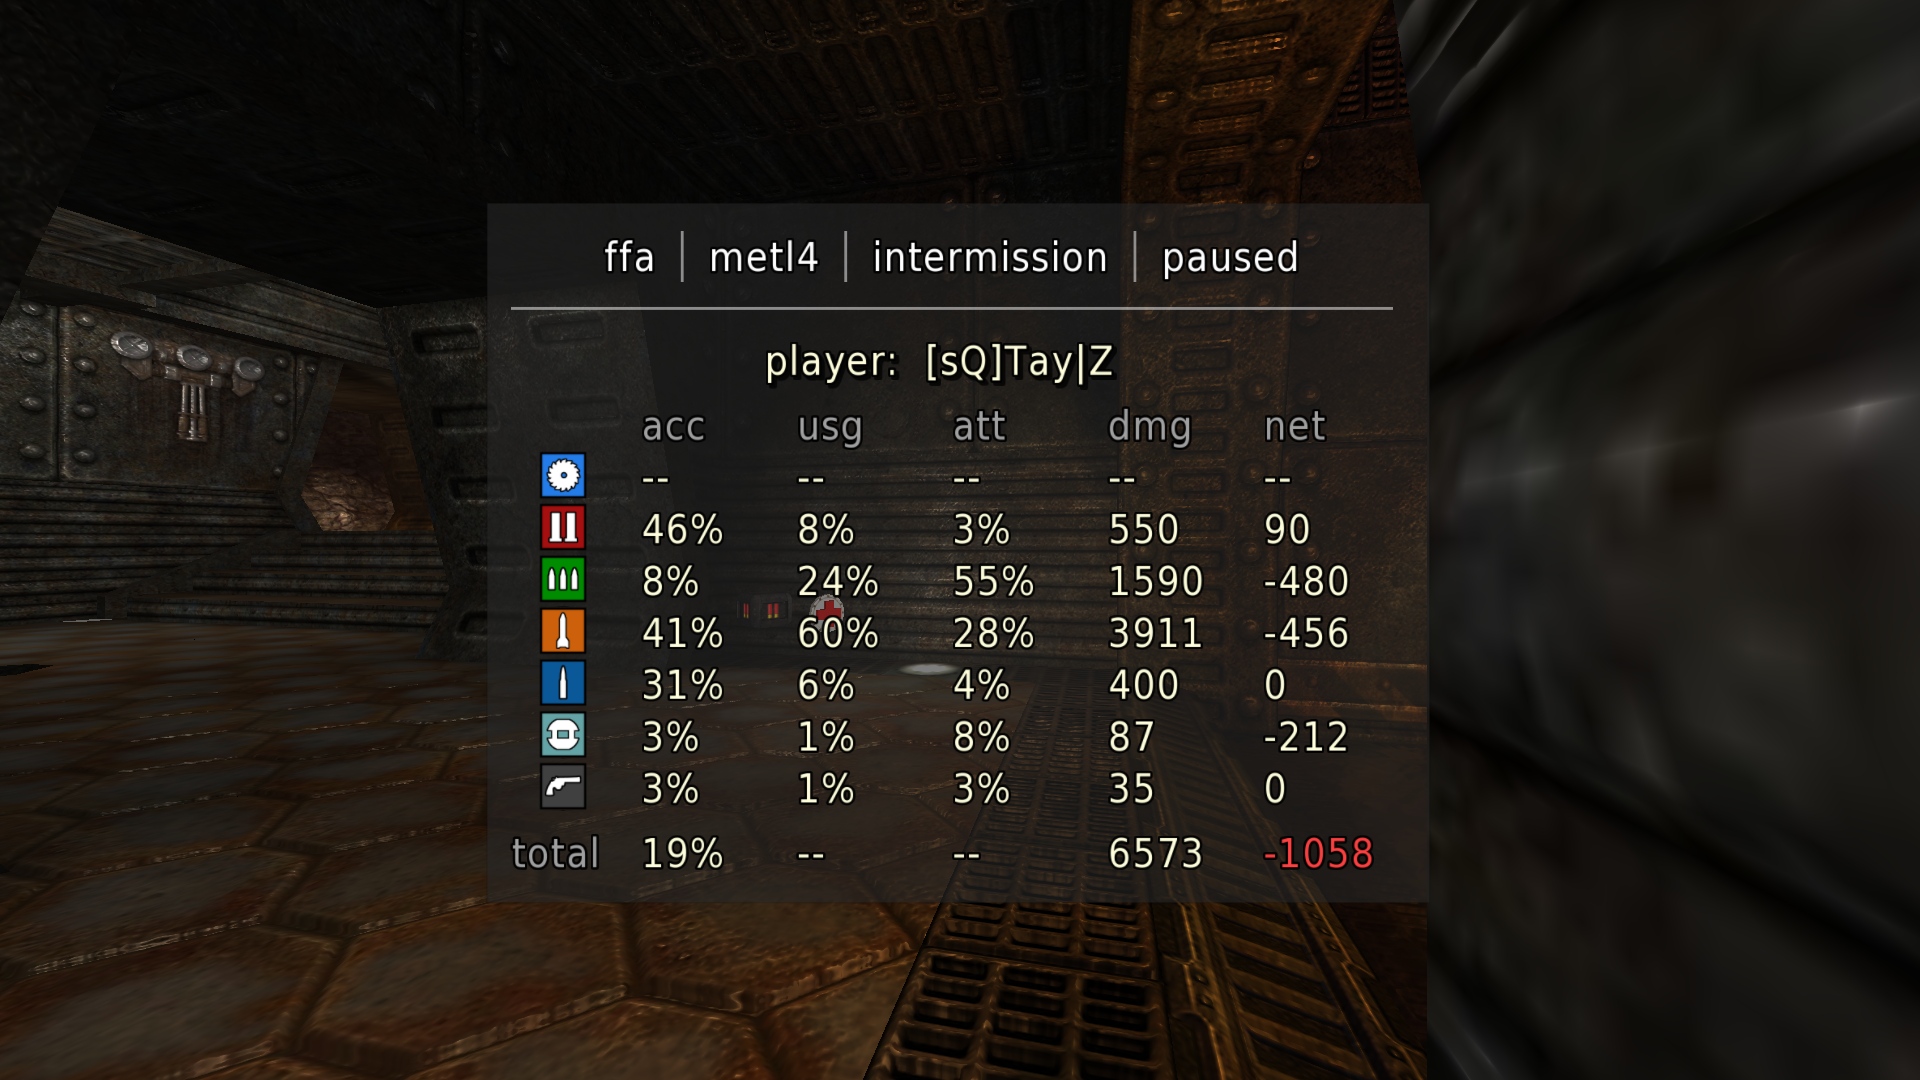 ffa | metl4 | intermission | paused
player: [sQ]Tay|Z
acc usg att dmg net
-- -- -- -- --
46% 8% 3% 550 90
8% 24% 55% 1590 -480
41% 60% 28% 3911 -456
31% 6% 4% 400 0
3% 1% 8% 87 -212
3% 1% 3% 35 0
total 19% -- -- 6573 -1058